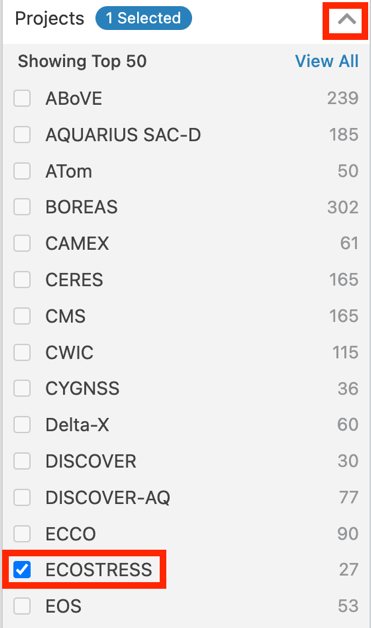 Projects 1 Selected
Showing Top 50 View All
ABoVE 239
AQUARIUS SAC-D 185
ATom 50
BOREAS 302
CAMEX 61
CERES 165
CMS 165
CWIC 115
CYGNSS 36
Delta-X 60
DISCOVER 30
DISCOVER-AQ 77
ECCO 90
ECOSTRESS 27
EOS 53